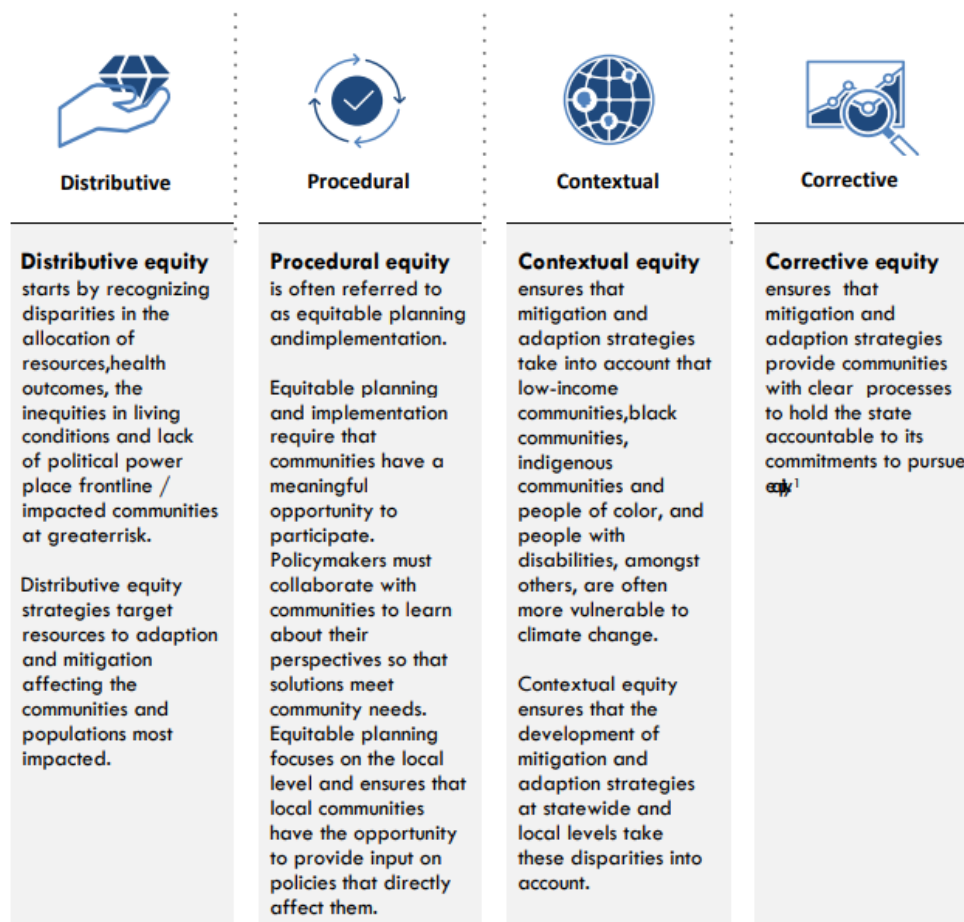 Distributive
Distributive equity
starts by recognizing
disparities in the
allocation of
resources,health
outcomes, the
inequities in living
conditions and lack
of political power
place frontline /
impacted communities
at greaterrisk.
Distributive equity
strategies target
resources to adaption
and mitigation
affecting the
communities and
populations most
impacted.
Procedural
Procedural equity
is often referred to
as equitable planning
andimplementation.
Equitable planning
and implementation
require that
communities have a
meaningful
opportunity to
participate.
Policymakers must
collaborate with
communities to learn
about their
perspectives so that
solutions meet
community needs.
Equitable planning
focuses on the local
level and ensures that
local communities
have the opportunity
to provide input on
policies that directly
affect them.
Contextual
Contextual equity
ensures that
mitigation and
adaption strategies
take into account that
low-income
communities,black
communities,
indigenous
communities and
people of color, and
people with
disabilities, amongst
others, are often
more vulnerable to
climate change.
Contextual equity
ensures that the
development of
mitigation and
adaption strategies
at statewide and
local levels take
these disparities into
account.
Corrective
Corrective equity
ensures that
mitigation and
adaption strategies
provide communities
with clear processes
to hold the state
accountable to its
commitments to pursue
1